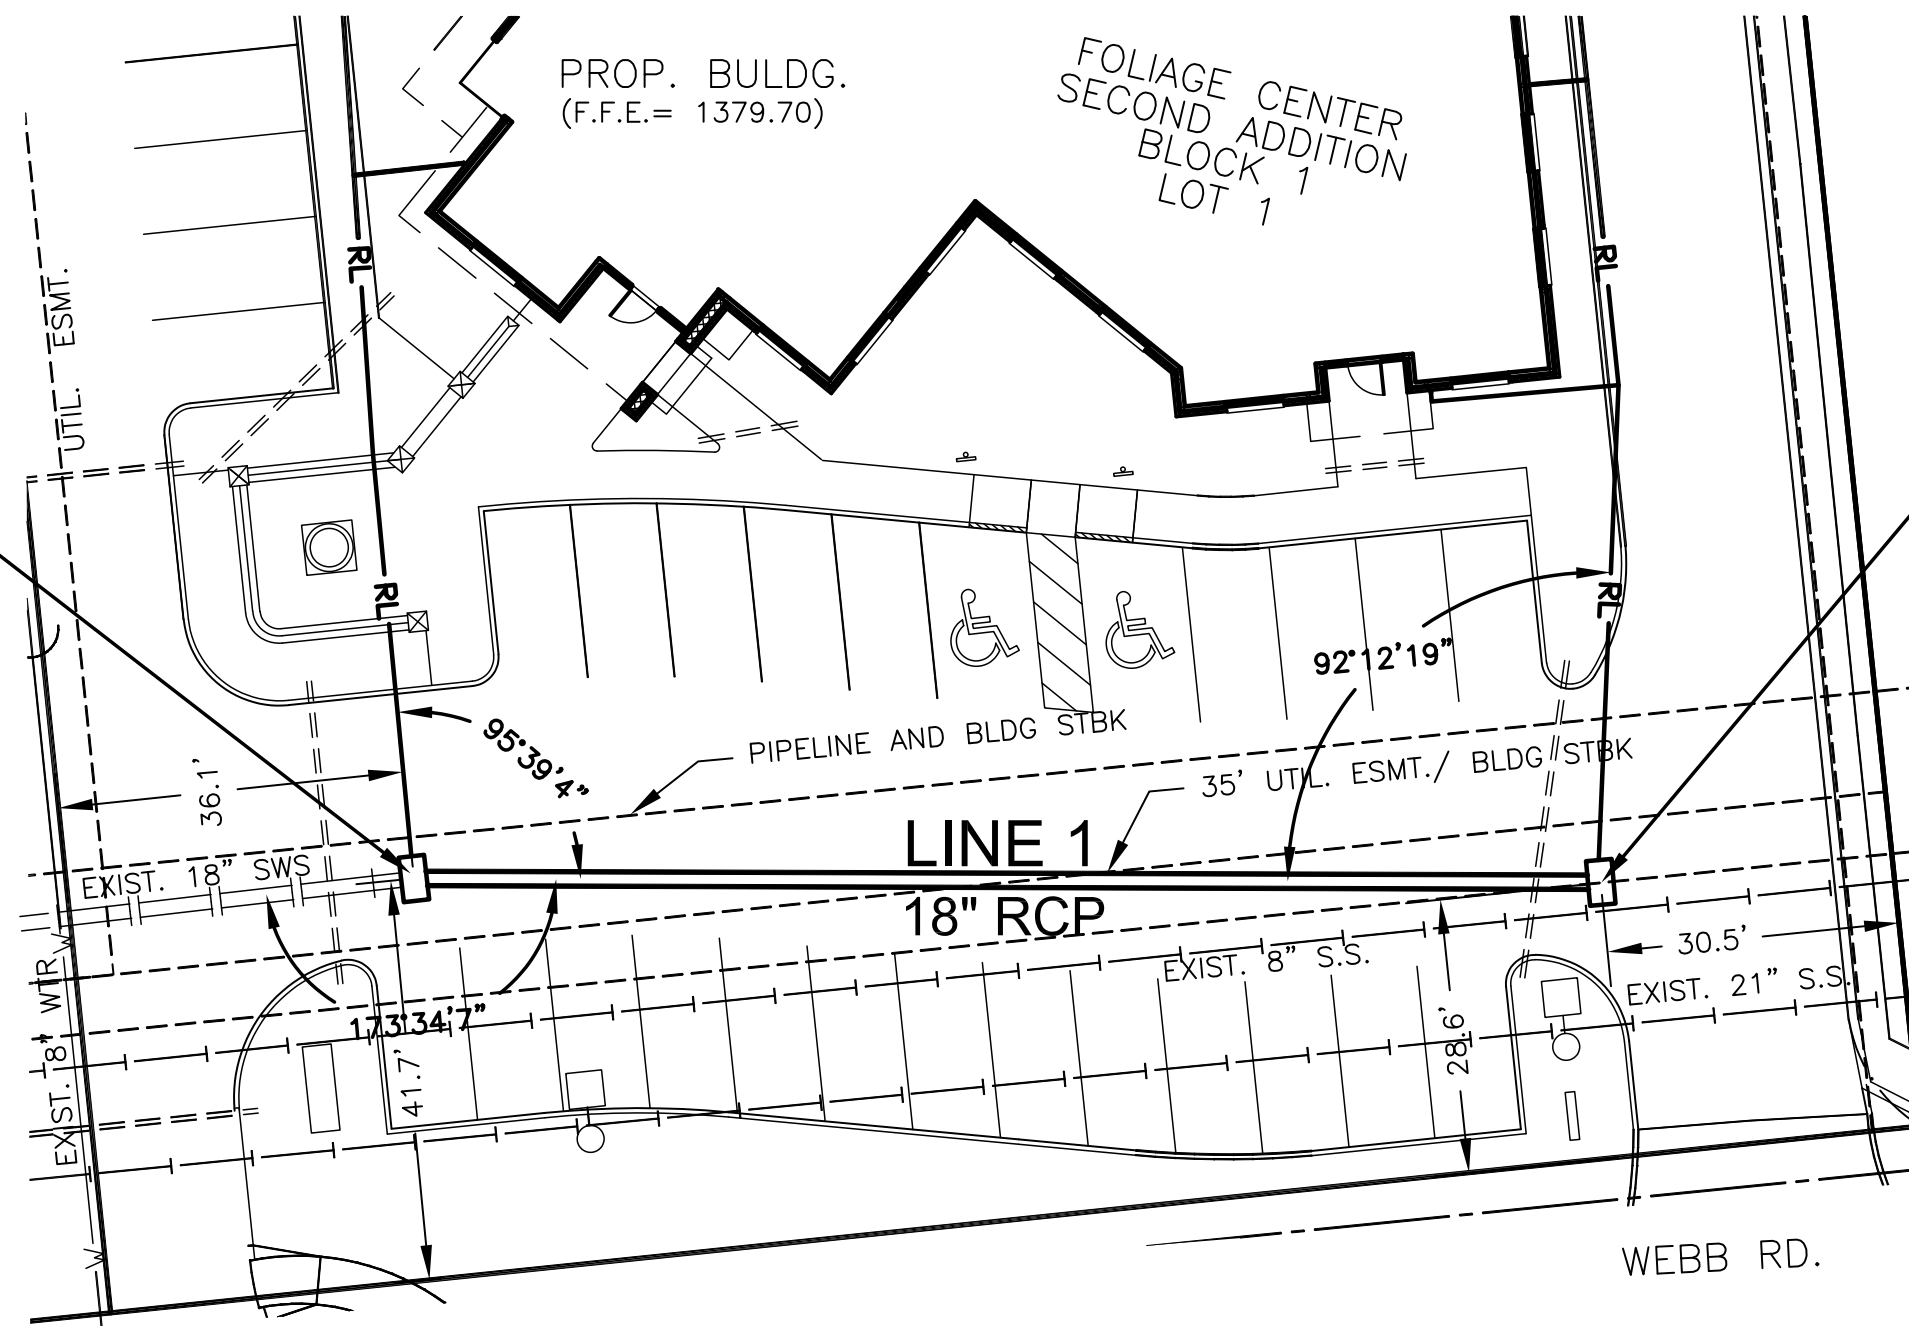 PROP. BULDG.
(F.F.E.= 1379.70)
FOLIAGE CENTER
SECOND ADDITION
BLOCK 1
LOT 1
RL
RL
UTIL. ESMT.
RL
RL
92°12'19"
95°39'4"
PIPELINE AND BLDG STBK
35' UTIL. ESMT./ BLDG STBK
36.1'
LINE 1
EXIST. 18" SWS
18" RCP
30.5'
EXIST. 8" S.S.
EXIST. 21" S.S.
173°34'7"
28.6'
41.7'
W
EXIST. 8" WTR
W
WEBB RD.